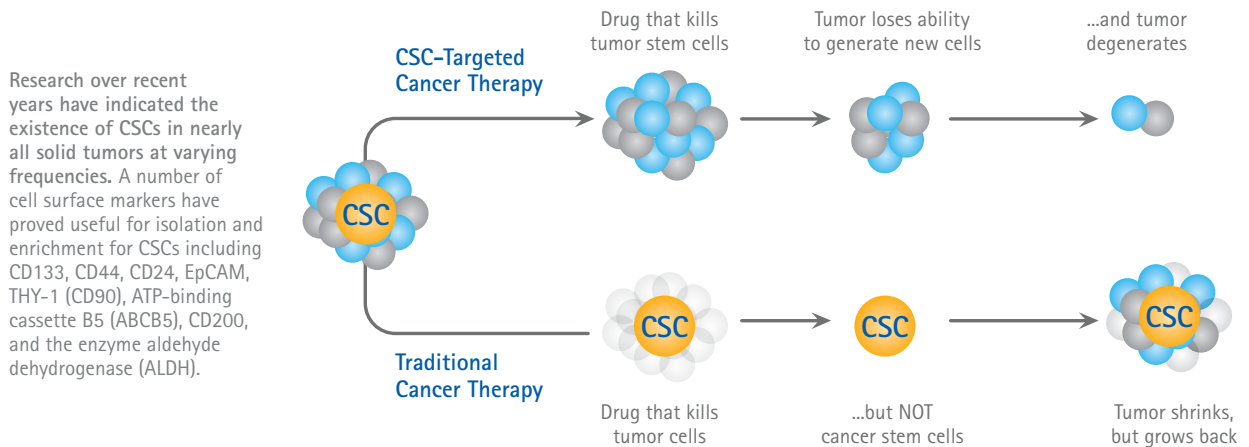 Research over recent
years have indicated the
existence of CSCs in nearly
all solid tumors at varying
frequencies. A number of
cell surface markers have
proved useful for isolation and
enrichment for CSCs including
CD133, CD44, CD24, EpCAM,
THY-1 (CD90), ATP-binding
cassette B5 (ABCB5), CD200,
and the enzyme aldehyde
dehydrogenase (ALDH).
CSC
CSC-Targeted
Cancer Therapy
Drug that kills
tumor stem cells
Tumor loses ability
to generate new cells
...and tumor
degenerates
Traditional
Cancer Therapy
CSC
Drug that kills
tumor cells
CSC
...but NOT
cancer stem cells
CSC
Tumor shrinks,
but grows back